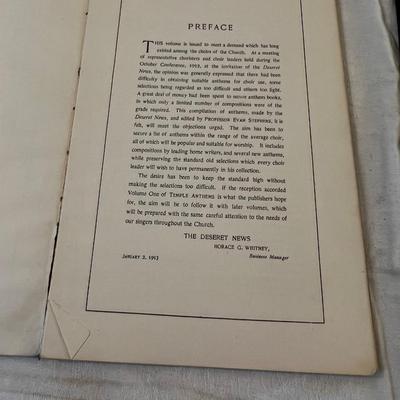 PREFACE
THIS volume is issued to meet a demand which has long
existed among the choirs of the Church. At a meeting
of representative choristers and choir leaders held during the
October Conference, 1912, at the invitation of the Deseret
News, the opinion was generally expressed that there had been
difficulty in obtaining suitable anthems for choir use, some
selections being regarded as too difficult and others too light.
A great deal of money had been spent to secure anthem books,
in which only a limited number of compositions were of the
grade required. This compilation of anthems, made by the
Deseret News, and edited by PROFESSOR EVAN STEPHENS, it is
felt, will meet the objections urged. The aim has been to
secure a list of anthems within the range of the average choir,
all of which will be popular and suitable for worship. It includes
compositions by leading home writers, and several new anthems,
while preserving the standard old selections which every choir
leader will wish to have permanently in his collection.
The desire has been to keep the standard high without
making the selections too difficult. If the reception accorded
Volume One of TEMPLE ANTHEMS is what the publishers hope
for, the aim will be to follow it with later volumes, which
will be prepared with the same careful attention to the needs of
our singers throughout the Church.
THE DESERET NEWS
HORACE G. WHITNEY,
JANUARY 2, 1913 Business Manager